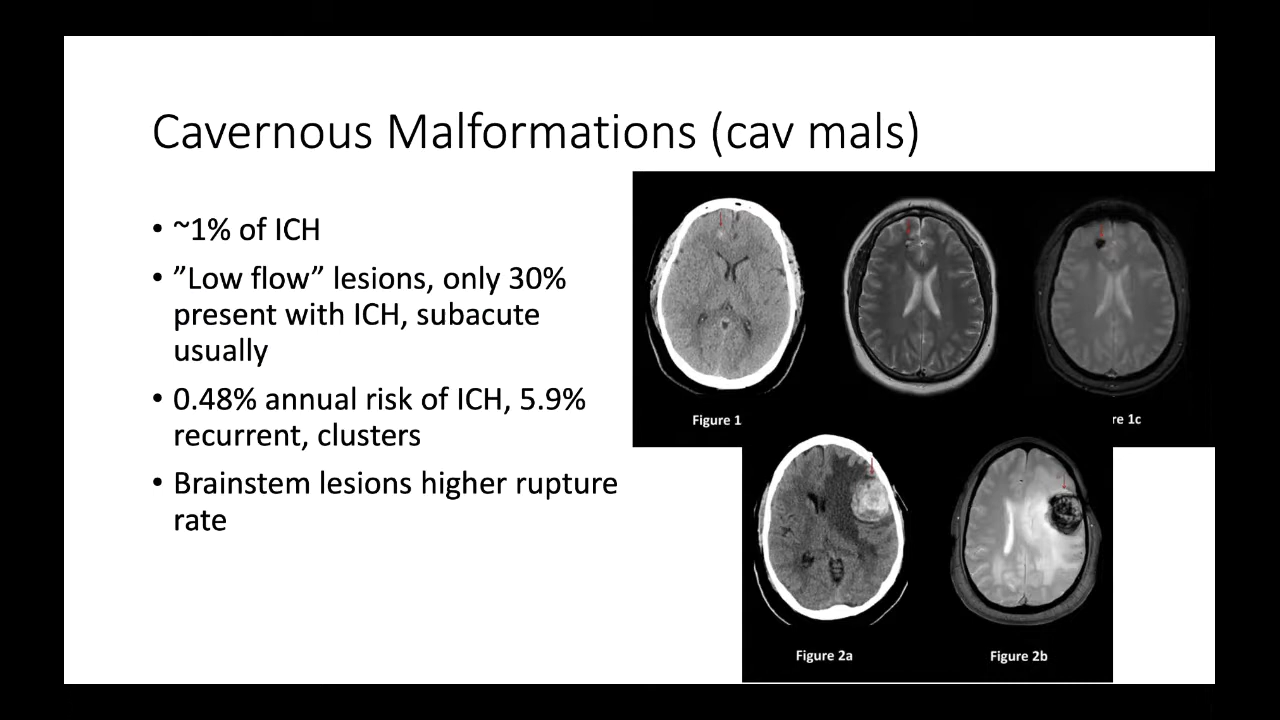 Cavernous Malformations (cav mals)
• ~1% of ICH
• ”Low flow” lesions, only 30%
present with ICH, subacute
usually
• 0.48% annual risk of ICH, 5.9%
recurrent, clusters
• Brainstem lesions higher rupture
rate
Figure 1
re 1c
Figure 2a
Figure 2b